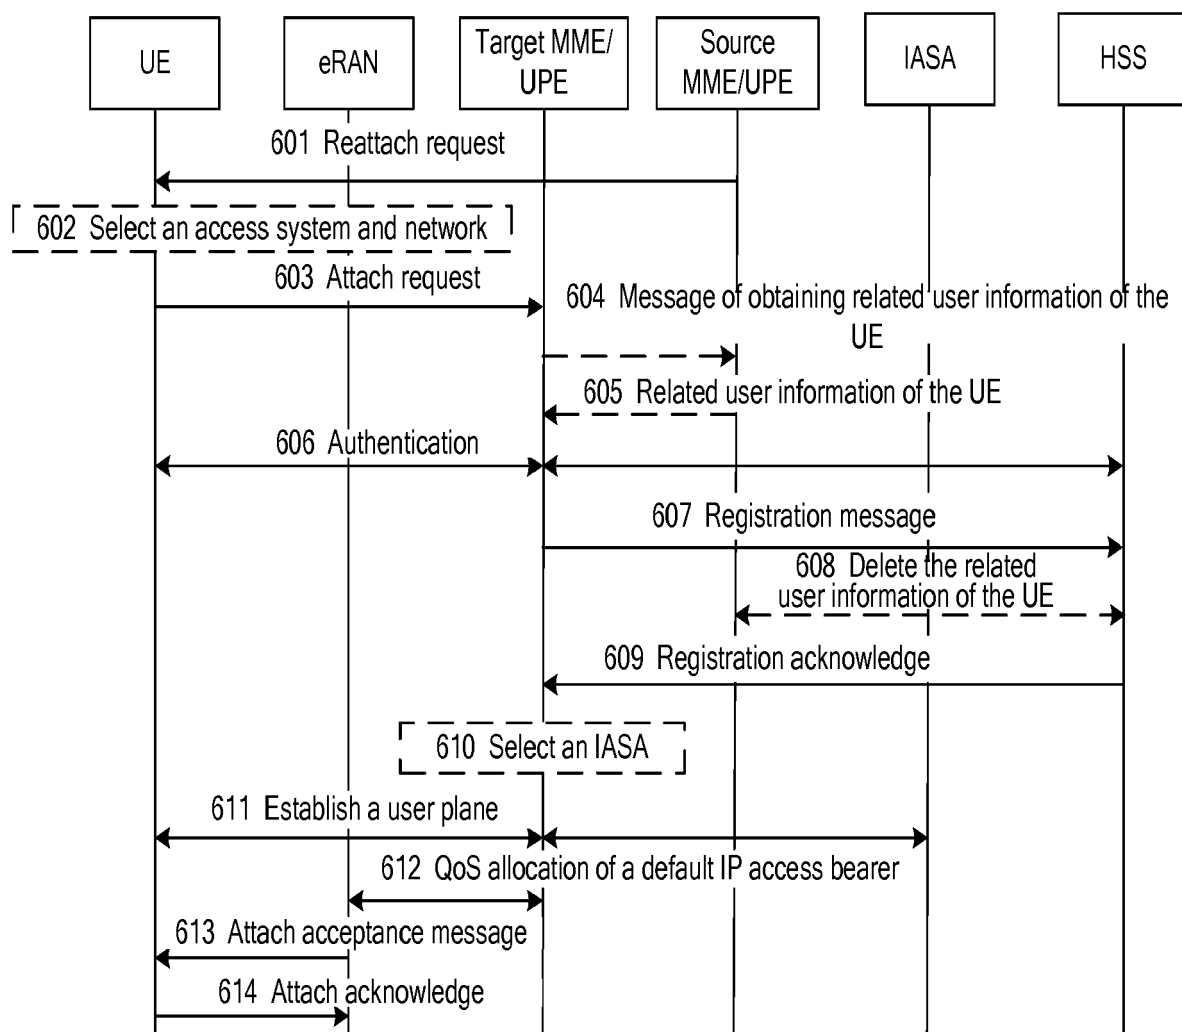 UE
eRAN
Target MME/
UPE
Source
MME/UPE
IASA
HSS
601 Reattach request
602 Select an access system and network
603 Attach request
604 Message of obtaining related user information of the
UE
605 Related user information of the UE
606 Authentication
607 Registration message
608 Delete the related
user information of the UE
609 Registration acknowledge
610 Select an IASA
611 Establish a user plane
612 QoS allocation of a default IP access bearer
613 Attach acceptance message
614 Attach acknowledge